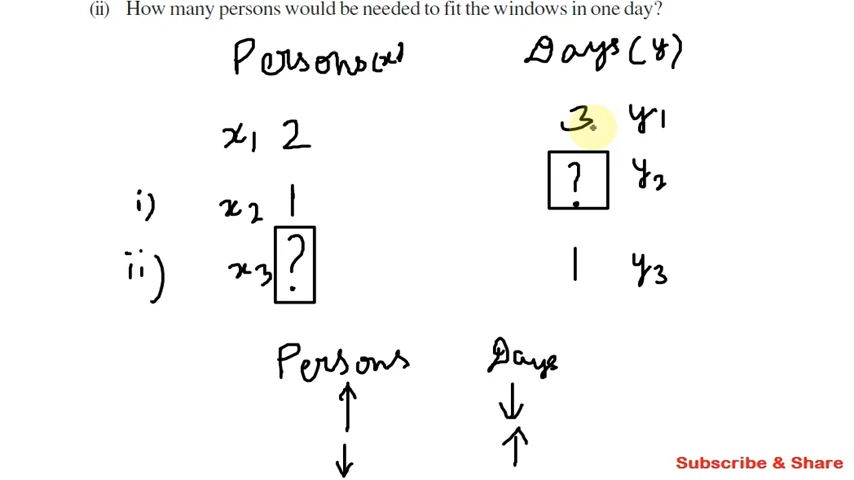 (ii) How many persons would be needed to fit the windows in one day?
Persons(x) Days (y)
x1 2 3 y1
i) x2 1 ? y2
ii) x3 ? 1 y3
Persons Days
↑ ↓
↓ ↑
Subscribe & Share